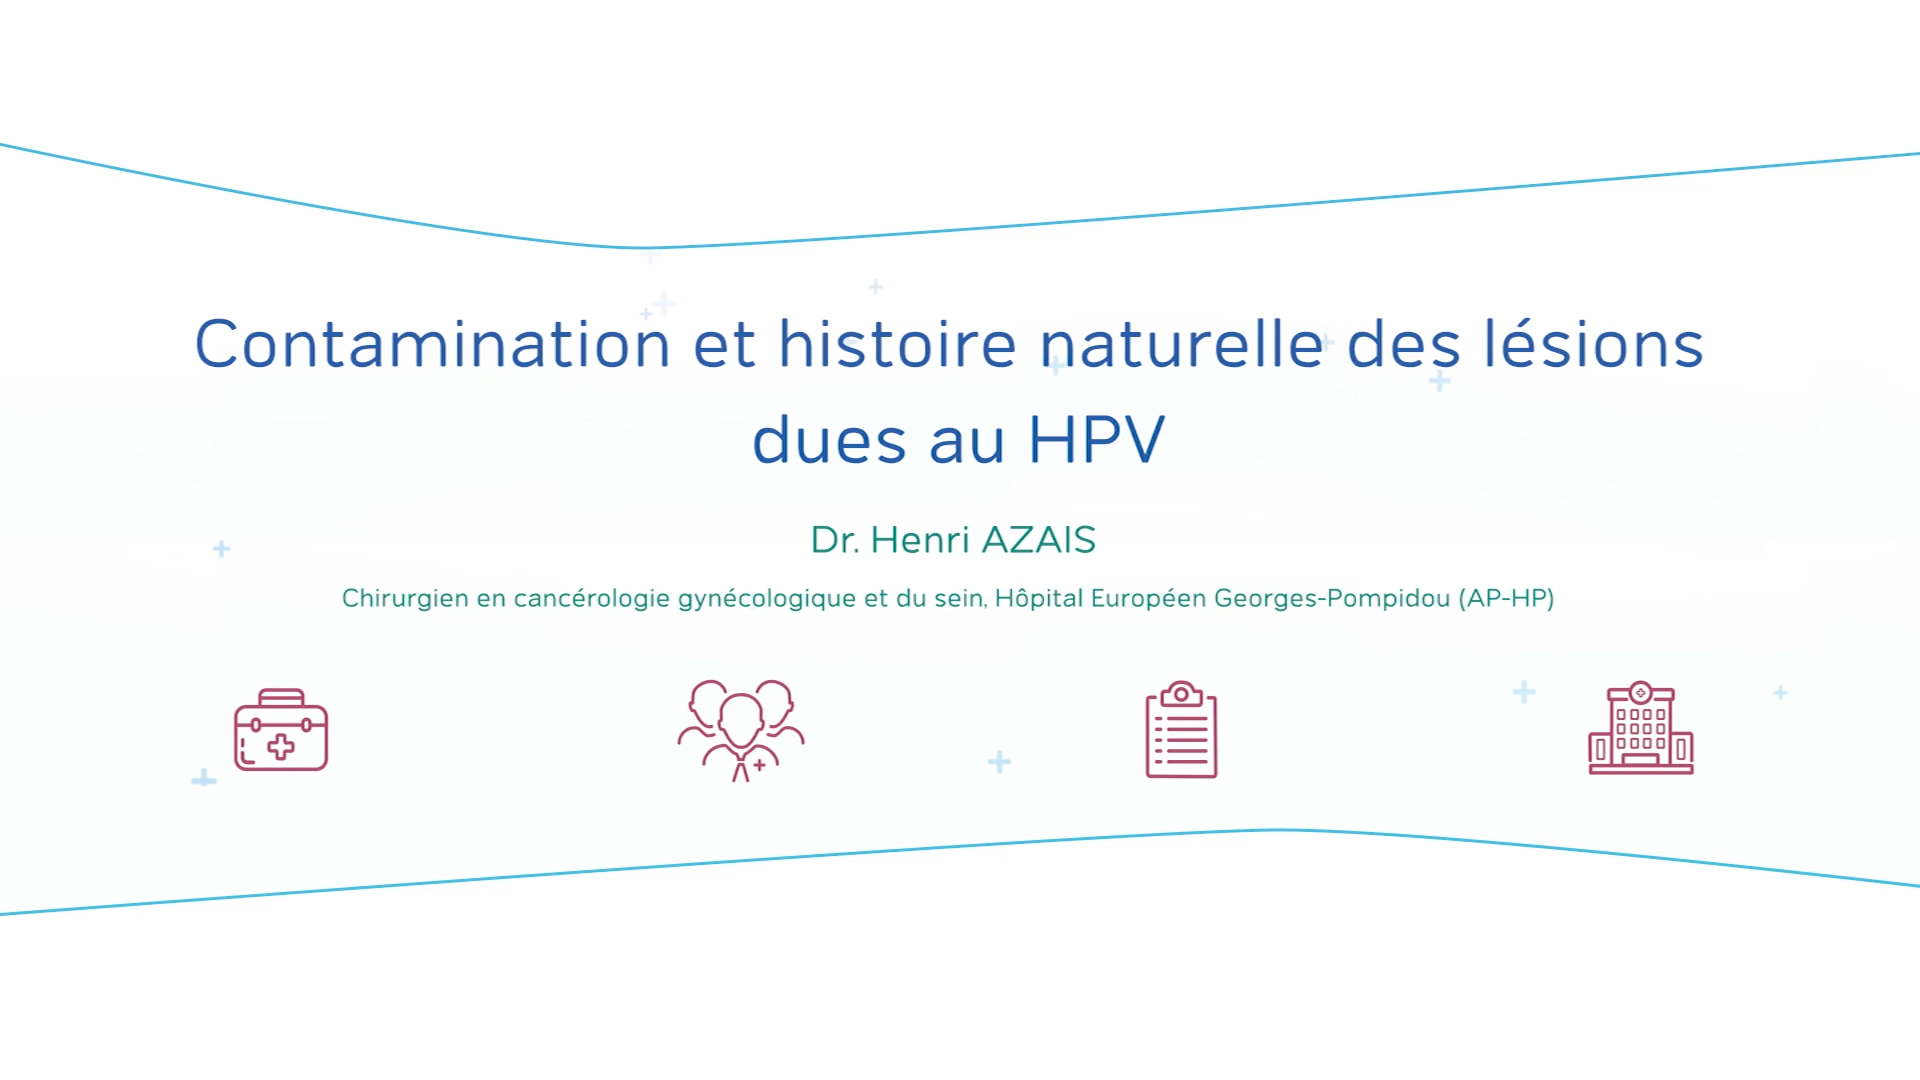 Contamination et histoire naturelle des lésions
dues au HPV
Dr. Henri AZAIS
Chirurgien en cancérologie gynécologique et du sein, Hôpital Européen Georges-Pompidou (AP-HP)